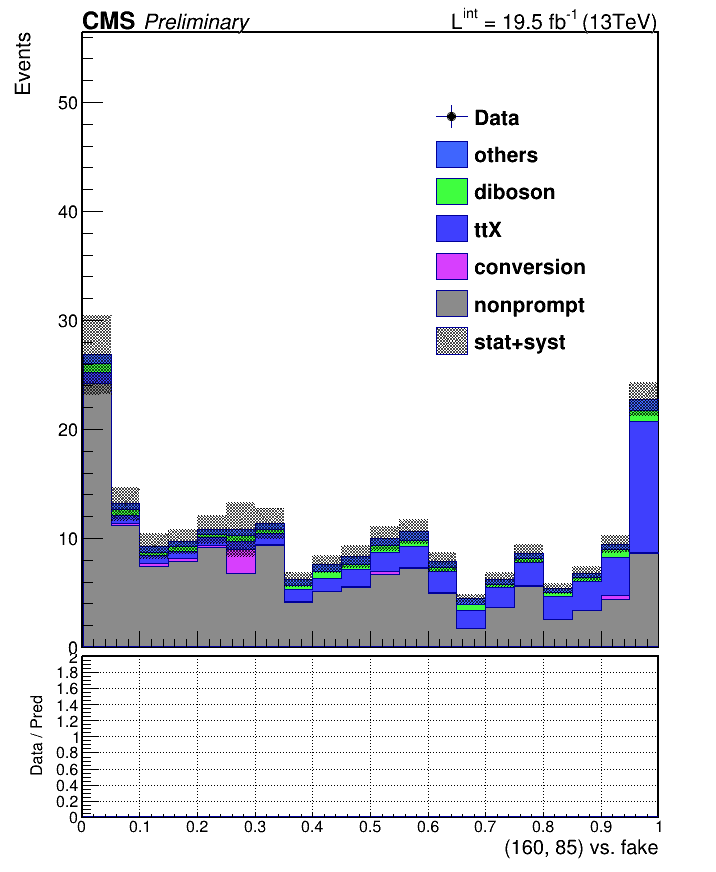 CMS Preliminary
L^int = 19.5 fb^-1 (13TeV)
Events
50
40
30
20
10
0
Data
others
diboson
ttX
conversion
nonprompt
stat+syst
Data / Pred
2
1.8
1.6
1.4
1.2
1
0.8
0.6
0.4
0.2
0
0 0.1 0.2 0.3 0.4 0.5 0.6 0.7 0.8 0.9 1
(160, 85) vs. fake